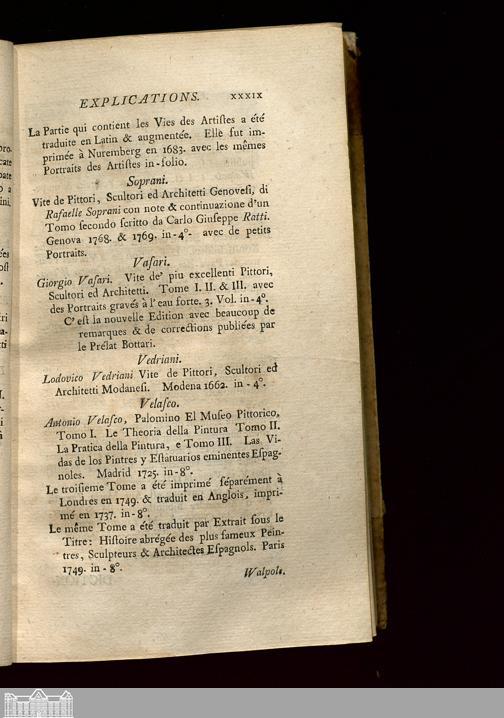 EXPLICATIONS. XXXIX
La Partie qui contient les Vies des Artiſtes a été
traduite en Latin & augmentée. Elle fut im-
primée à Nuremberg en 1683. avec les mêmes
Portraits des Artiſtes in-folio.
Soprani.
Vite de Pittori, Scultori ed Architetti Genoveſi, di
Rafaelle Soprani con note & continuazione d'un
Tomo ſecondo ſcritto da Carlo Giuſeppe Ratti.
Genova 1768. & 1769. in-4°. avec de petits
Portraits.
Vaſari.
Giorgio Vaſari. Vite de' piu excellenti Pittori,
Scultori ed Architetti. Tome I. II. & III. avec
des Portraits gravés à l'eau forte. 3. Vol. in-4°.
C'eſt la nouvelle Edition avec beaucoup de
remarques & de corrections publiées par
le Prélat Bottari.
Vedriani.
Lodovico Vedriani Vite de Pittori, Scultori ed
Architetti Modaneſi. Modena 1662. in-4°.
Velaſco.
Antonio Velaſco, Palomino El Muſeo Pittorico,
Tomo I. Le Theoria della Pintura Tomo II.
La Pratica della Pintura, e Tomo III. Las Vi-
das de los Pintres y Eſtatuarios eminentes Eſpag-
noles. Madrid 1725. in-8°.
Le troiſieme Tome a été imprimé ſéparément à
Londres en 1749. & traduit en Anglois, impri-
mé en 1737. in-8°.
Le même Tome a été traduit par Extrait ſous le
Titre: Hiſtoire abrégée des plus fameux Pein-
tres, Sculpteurs & Architectes Eſpagnols. Paris
1749. in-8°.
Walpole.